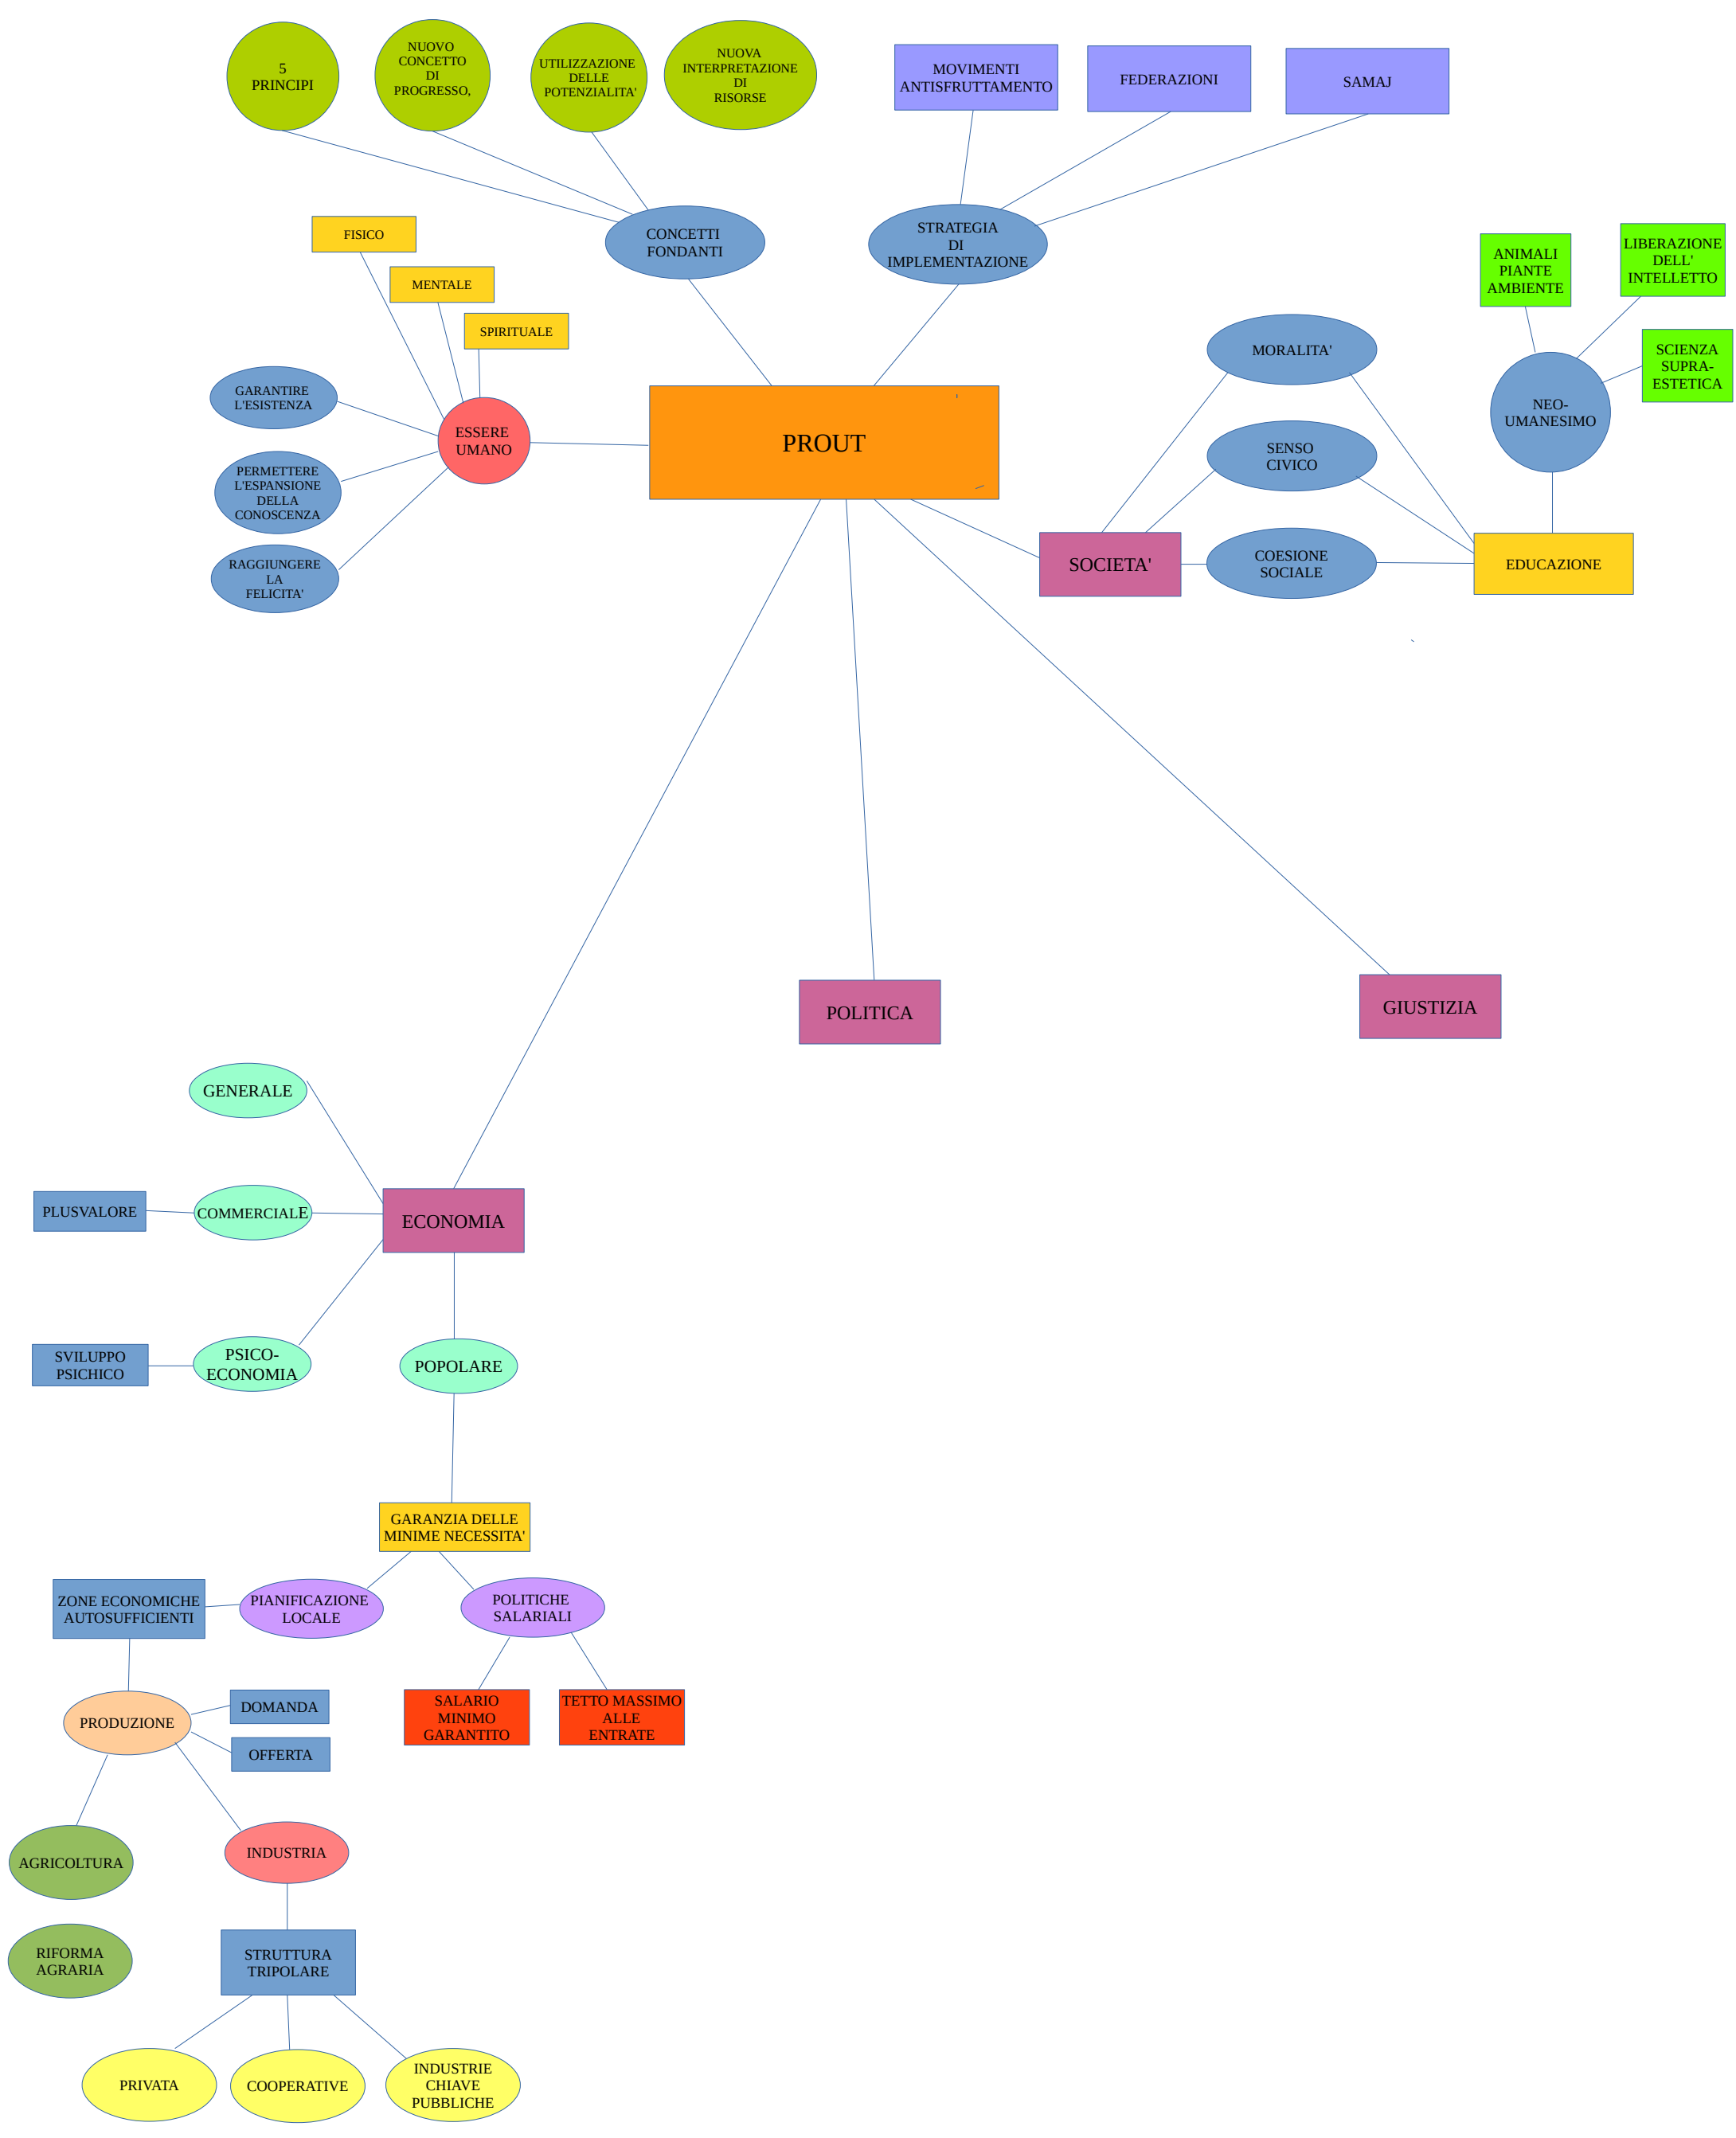 5
PRINCIPI
NUOVO
CONCETTO
DI
PROGRESSO,
UTILIZZAZIONE
DELLE
POTENZIALITA'
NUOVA
INTERPRETAZIONE
DI
RISORSE
MOVIMENTI
ANTISFRUTTAMENTO
FEDERAZIONI
SAMAJ
CONCETTI
FONDANTI
STRATEGIA
DI
IMPLEMENTAZIONE
FISICO
MENTALE
SPIRITUALE
ANIMALI
PIANTE
AMBIENTE
LIBERAZIONE
DELL'
INTELLETTO
SCIENZA
SUPRA-
ESTETICA
GARANTIRE
L'ESISTENZA
PERMETTERE
L'ESPANSIONE
DELLA
CONOSCENZA
RAGGIUNGERE
LA
FELICITA'
ESSERE
UMANO
PROUT
MORALITA'
SENSO
CIVICO
COESIONE
SOCIALE
NEO-
UMANESIMO
SOCIETA'
EDUCAZIONE
POLITICA
GIUSTIZIA
GENERALE
PLUSVALORE
COMMERCIALE
ECONOMIA
SVILUPPO
PSICHICO
PSICO-
ECONOMIA
POPOLARE
GARANZIA DELLE
MINIME NECESSITA'
ZONE ECONOMICHE
AUTOSUFFICIENTI
PIANIFICAZIONE
LOCALE
POLITICHE
SALARIALI
PRODUZIONE
DOMANDA
OFFERTA
SALARIO
MINIMO
GARANTITO
TETTO MASSIMO
ALLE
ENTRATE
AGRICOLTURA
INDUSTRIA
RIFORMA
AGRARIA
STRUTTURA
TRIPOLARE
PRIVATA
COOPERATIVE
INDUSTRIE
CHIAVE
PUBBLICHE